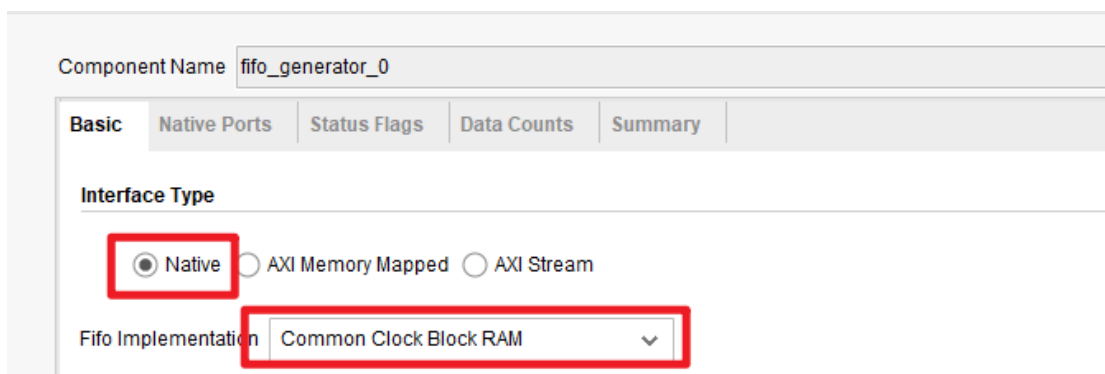 Component Name fifo_generator_0
Basic Native Ports Status Flags Data Counts Summary
Interface Type
Native AXI Memory Mapped AXI Stream
Fifo Implementation Common Clock Block RAM